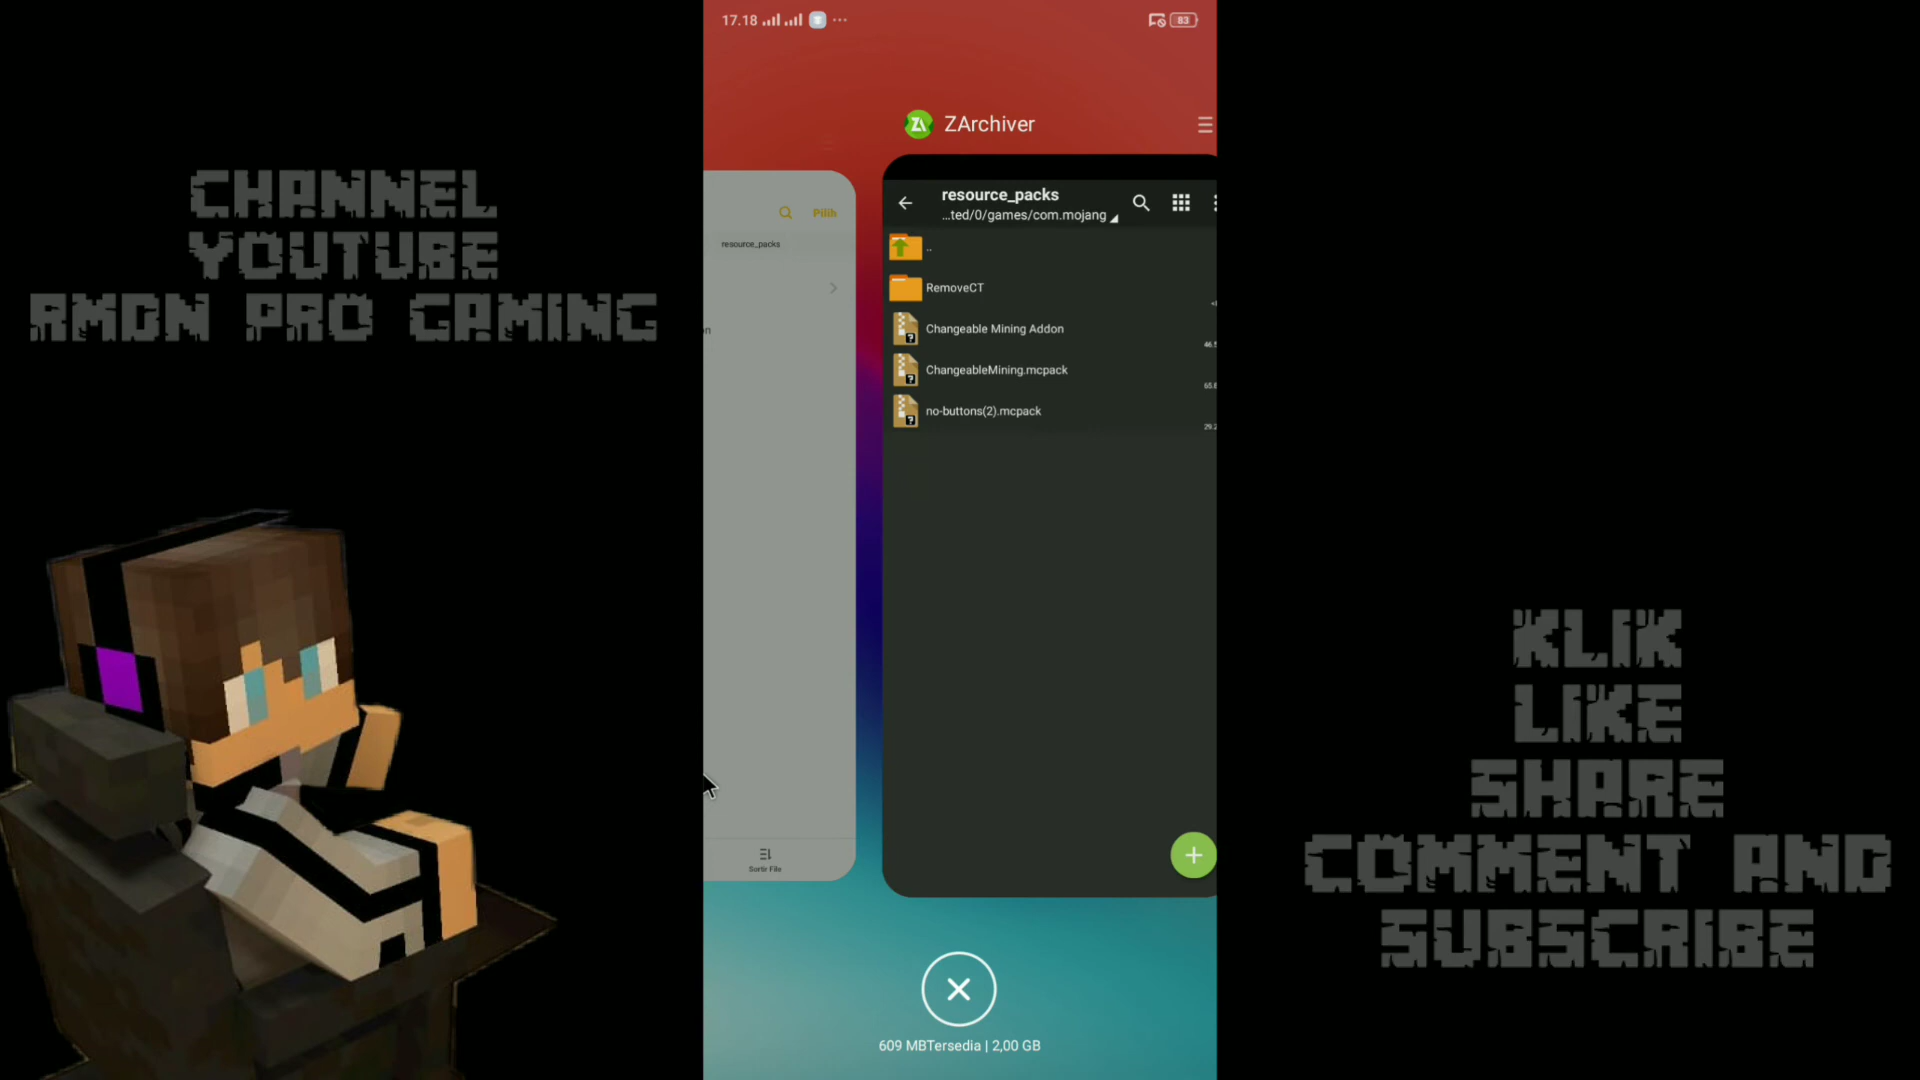 CHANNEL
YOUTUBE
RMDN PRO GAMING
17.18
83
ZArchiver
Pilih
resource_packs
resource_packs
...ted/0/games/com.mojang
..
RemoveCT
Changeable Mining Addon
ChangeableMining.mcpack
no-buttons(2).mcpack
Sortir File
609 MBTersedia | 2,00 GB
KLIK
LIKE
SHARE
COMMENT AND
SUBSCRIBE